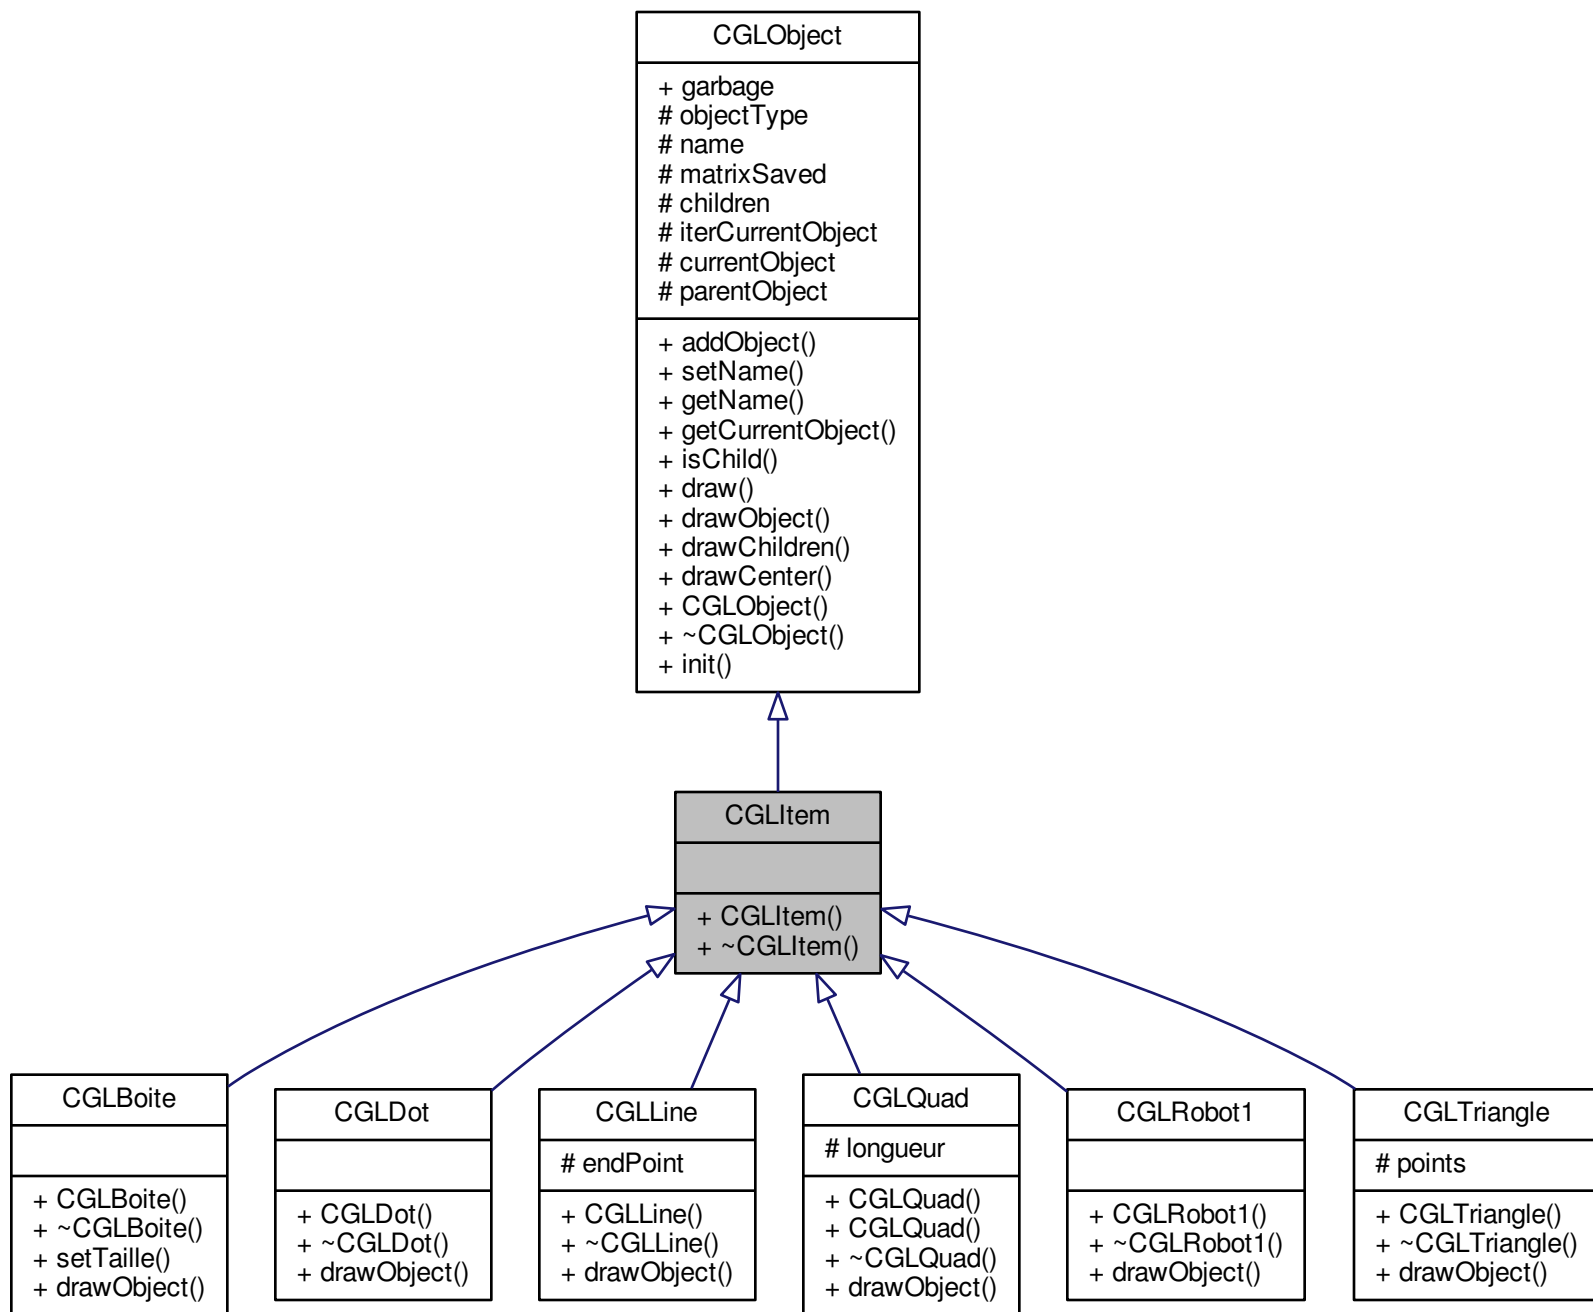 CGLObject
+ garbage
# objectType
# name
# matrixSaved
# children
# iterCurrentObject
# currentObject
# parentObject
+ addObject()
+ setName()
+ getName()
+ getCurrentObject()
+ isChild()
+ draw()
+ drawObject()
+ drawChildren()
+ drawCenter()
+ CGLObject()
+ ~CGLObject()
+ init()
CGLItem
+ CGLItem()
+ ~CGLItem()
CGLBoite
+ CGLBoite()
+ ~CGLBoite()
+ setTaille()
+ drawObject()
CGLDot
+ CGLDot()
+ ~CGLDot()
+ drawObject()
CGLLine
# endPoint
+ CGLLine()
+ ~CGLLine()
+ drawObject()
CGLQuad
# longueur
+ CGLQuad()
+ CGLQuad()
+ ~CGLQuad()
+ drawObject()
CGLRobot1
+ CGLRobot1()
+ ~CGLRobot1()
+ drawObject()
CGLTriangle
# points
+ CGLTriangle()
+ ~CGLTriangle()
+ drawObject()